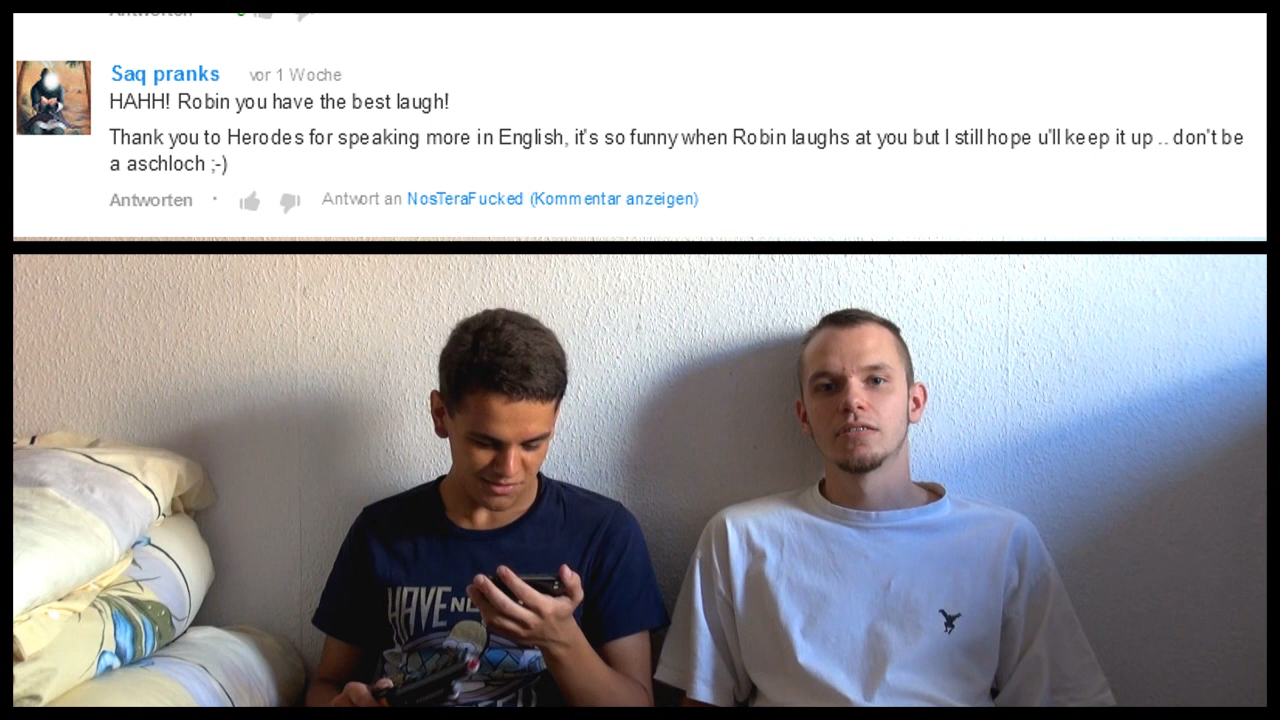 Antworten
Saq pranks vor 1 Woche
HAHH! Robin you have the best laugh!
Thank you to Herodes for speaking more in English, it's so funny when Robin laughs at you but I still hope u'll keep it up .. don't be
a aschloch ;-)
Antworten · Antwort an NosTeraFucked (Kommentar anzeigen)
HAVE